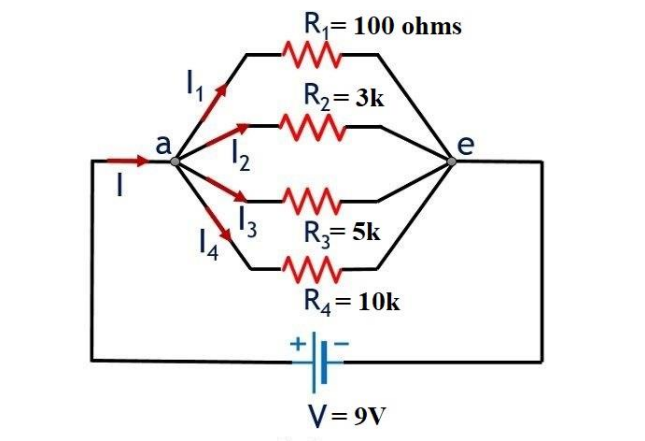 R₁= 100 ohms
I₁
R₂= 3k
a
I₂
e
I
I₃
I₄
R₃= 5k
R₄= 10k
+
−
V= 9V